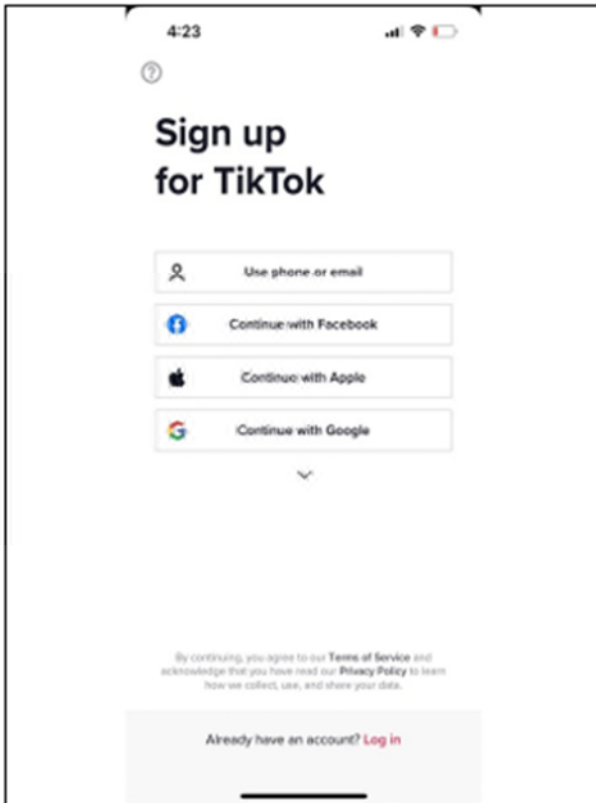 4:23
Sign up
for TikTok
Use phone or email
Continue with Facebook
Continue with Apple
Continue with Google
By continuing, you agree to our Terms of Service and
acknowledge that you have read our Privacy Policy to learn
how we collect, use, and share your data.
Already have an account? Log in